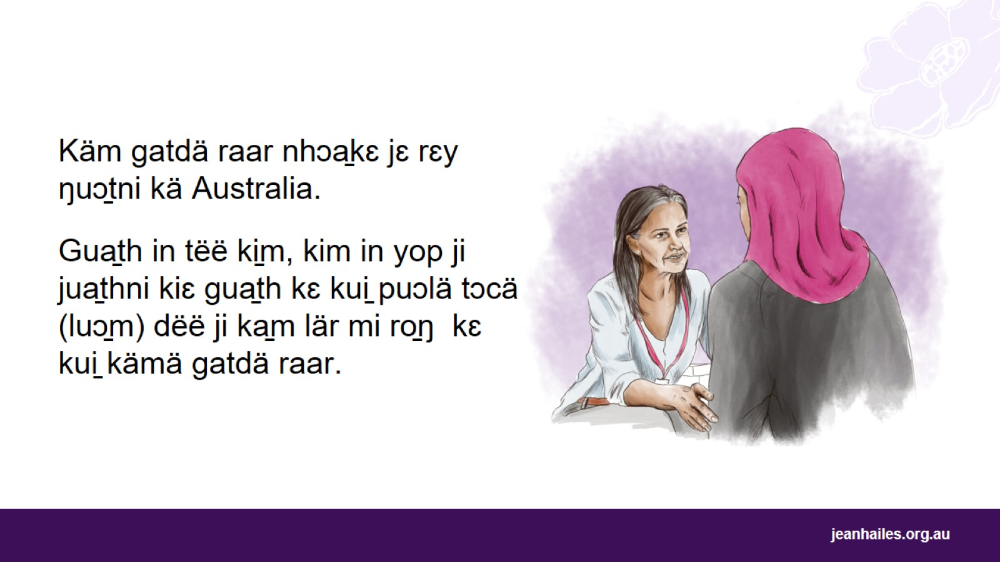 Käm gatdä raar nhɔa̱kɛ jɛ rɛy
ŋuɔ̱tni kä Australia.
Gua̱th in tëë ki̱m, kim in yop ji
jua̱thni kiɛ gua̱th kɛ kui̱ puɔlä tɔcä
(luɔ̱m) dëë ji ka̱m lär mi ro̱ŋ kɛ
kui̱ kämä gatdä raar.
jeanhailes.org.au